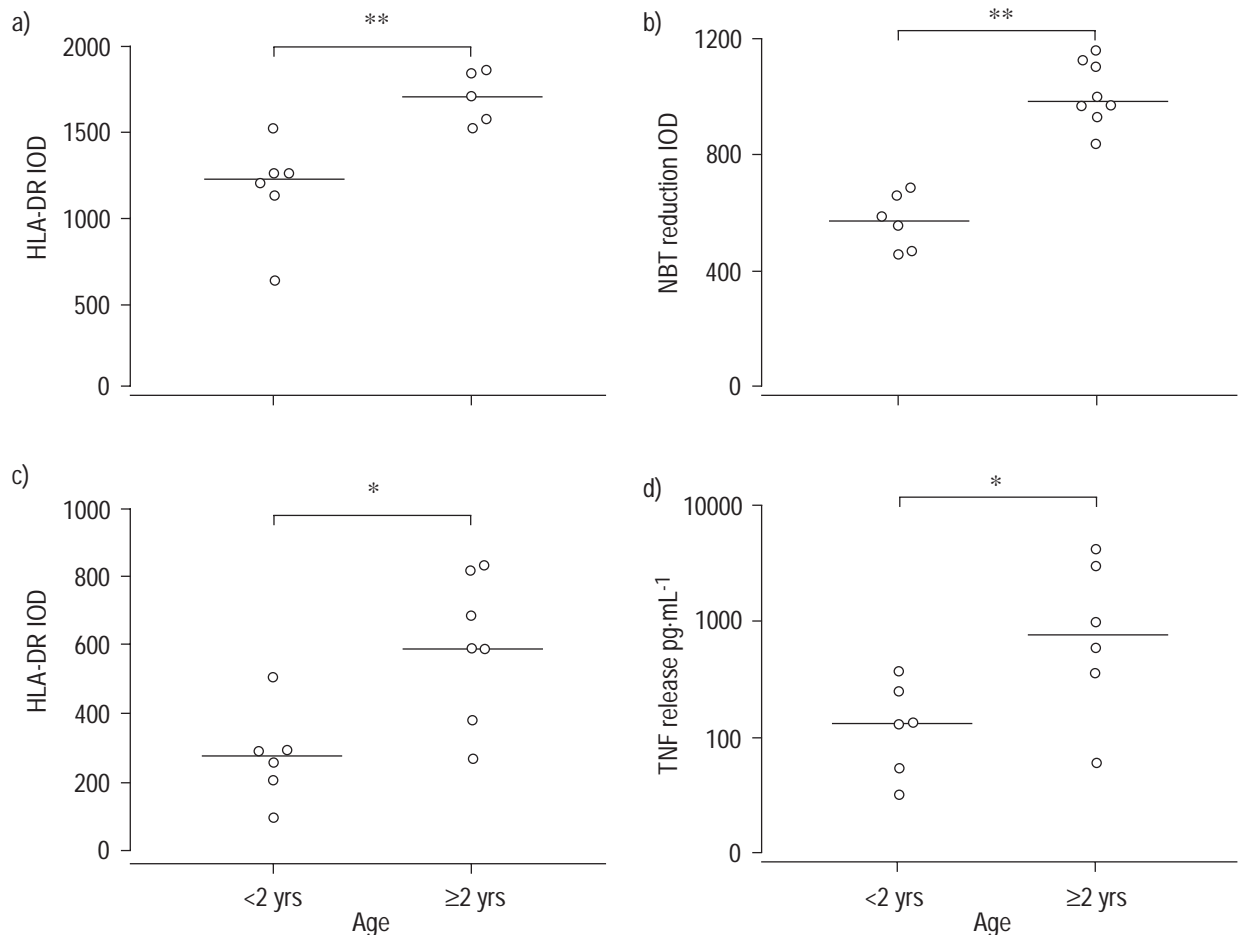 a)
**
2000
1500
1000
500
0
HLA-DR IOD
b)
**
1200
800
400
0
NBT reduction IOD
c)
*
1000
800
600
400
200
0
HLA-DR IOD
<2 yrs
≥2 yrs
Age
d)
*
10000
1000
100
0
TNF release pg·mL-1
<2 yrs
≥2 yrs
Age